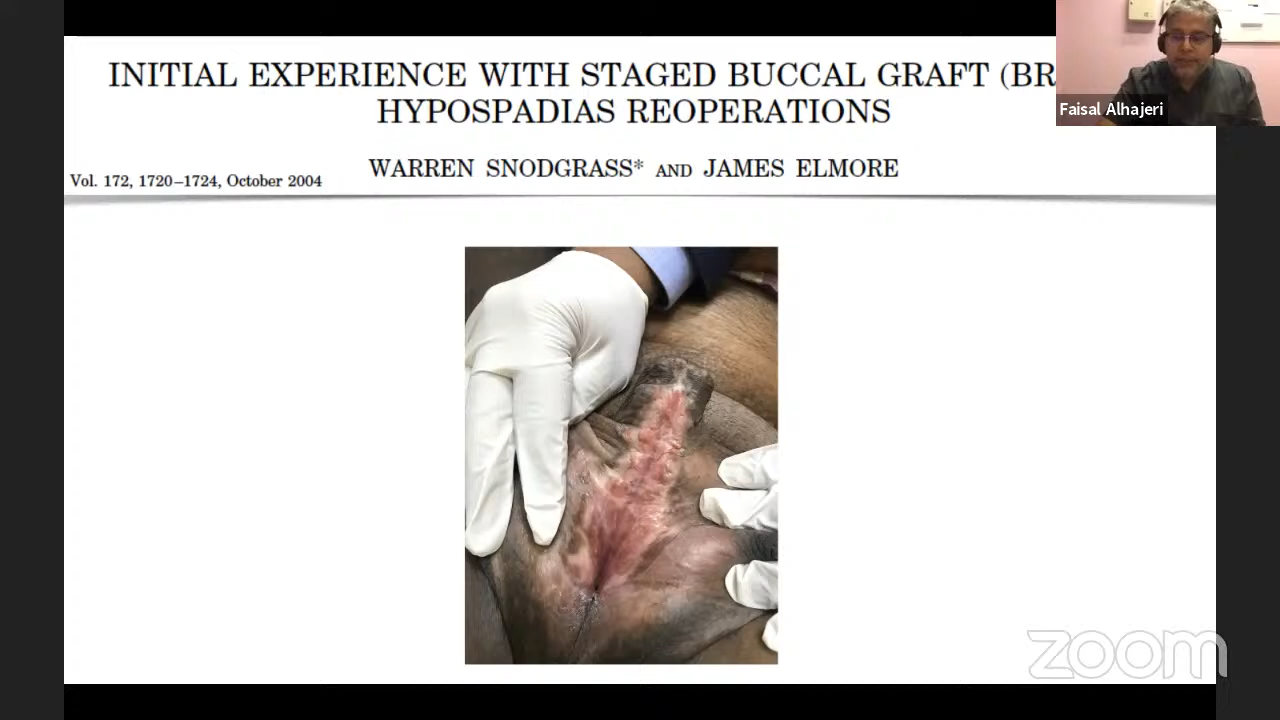 INITIAL EXPERIENCE WITH STAGED BUCCAL GRAFT (BR
HYPOSPADIAS REOPERATIONS
WARREN SNODGRASS* AND JAMES ELMORE
Vol. 172, 1720–1724, October 2004
Faisal Alhajeri
zoom